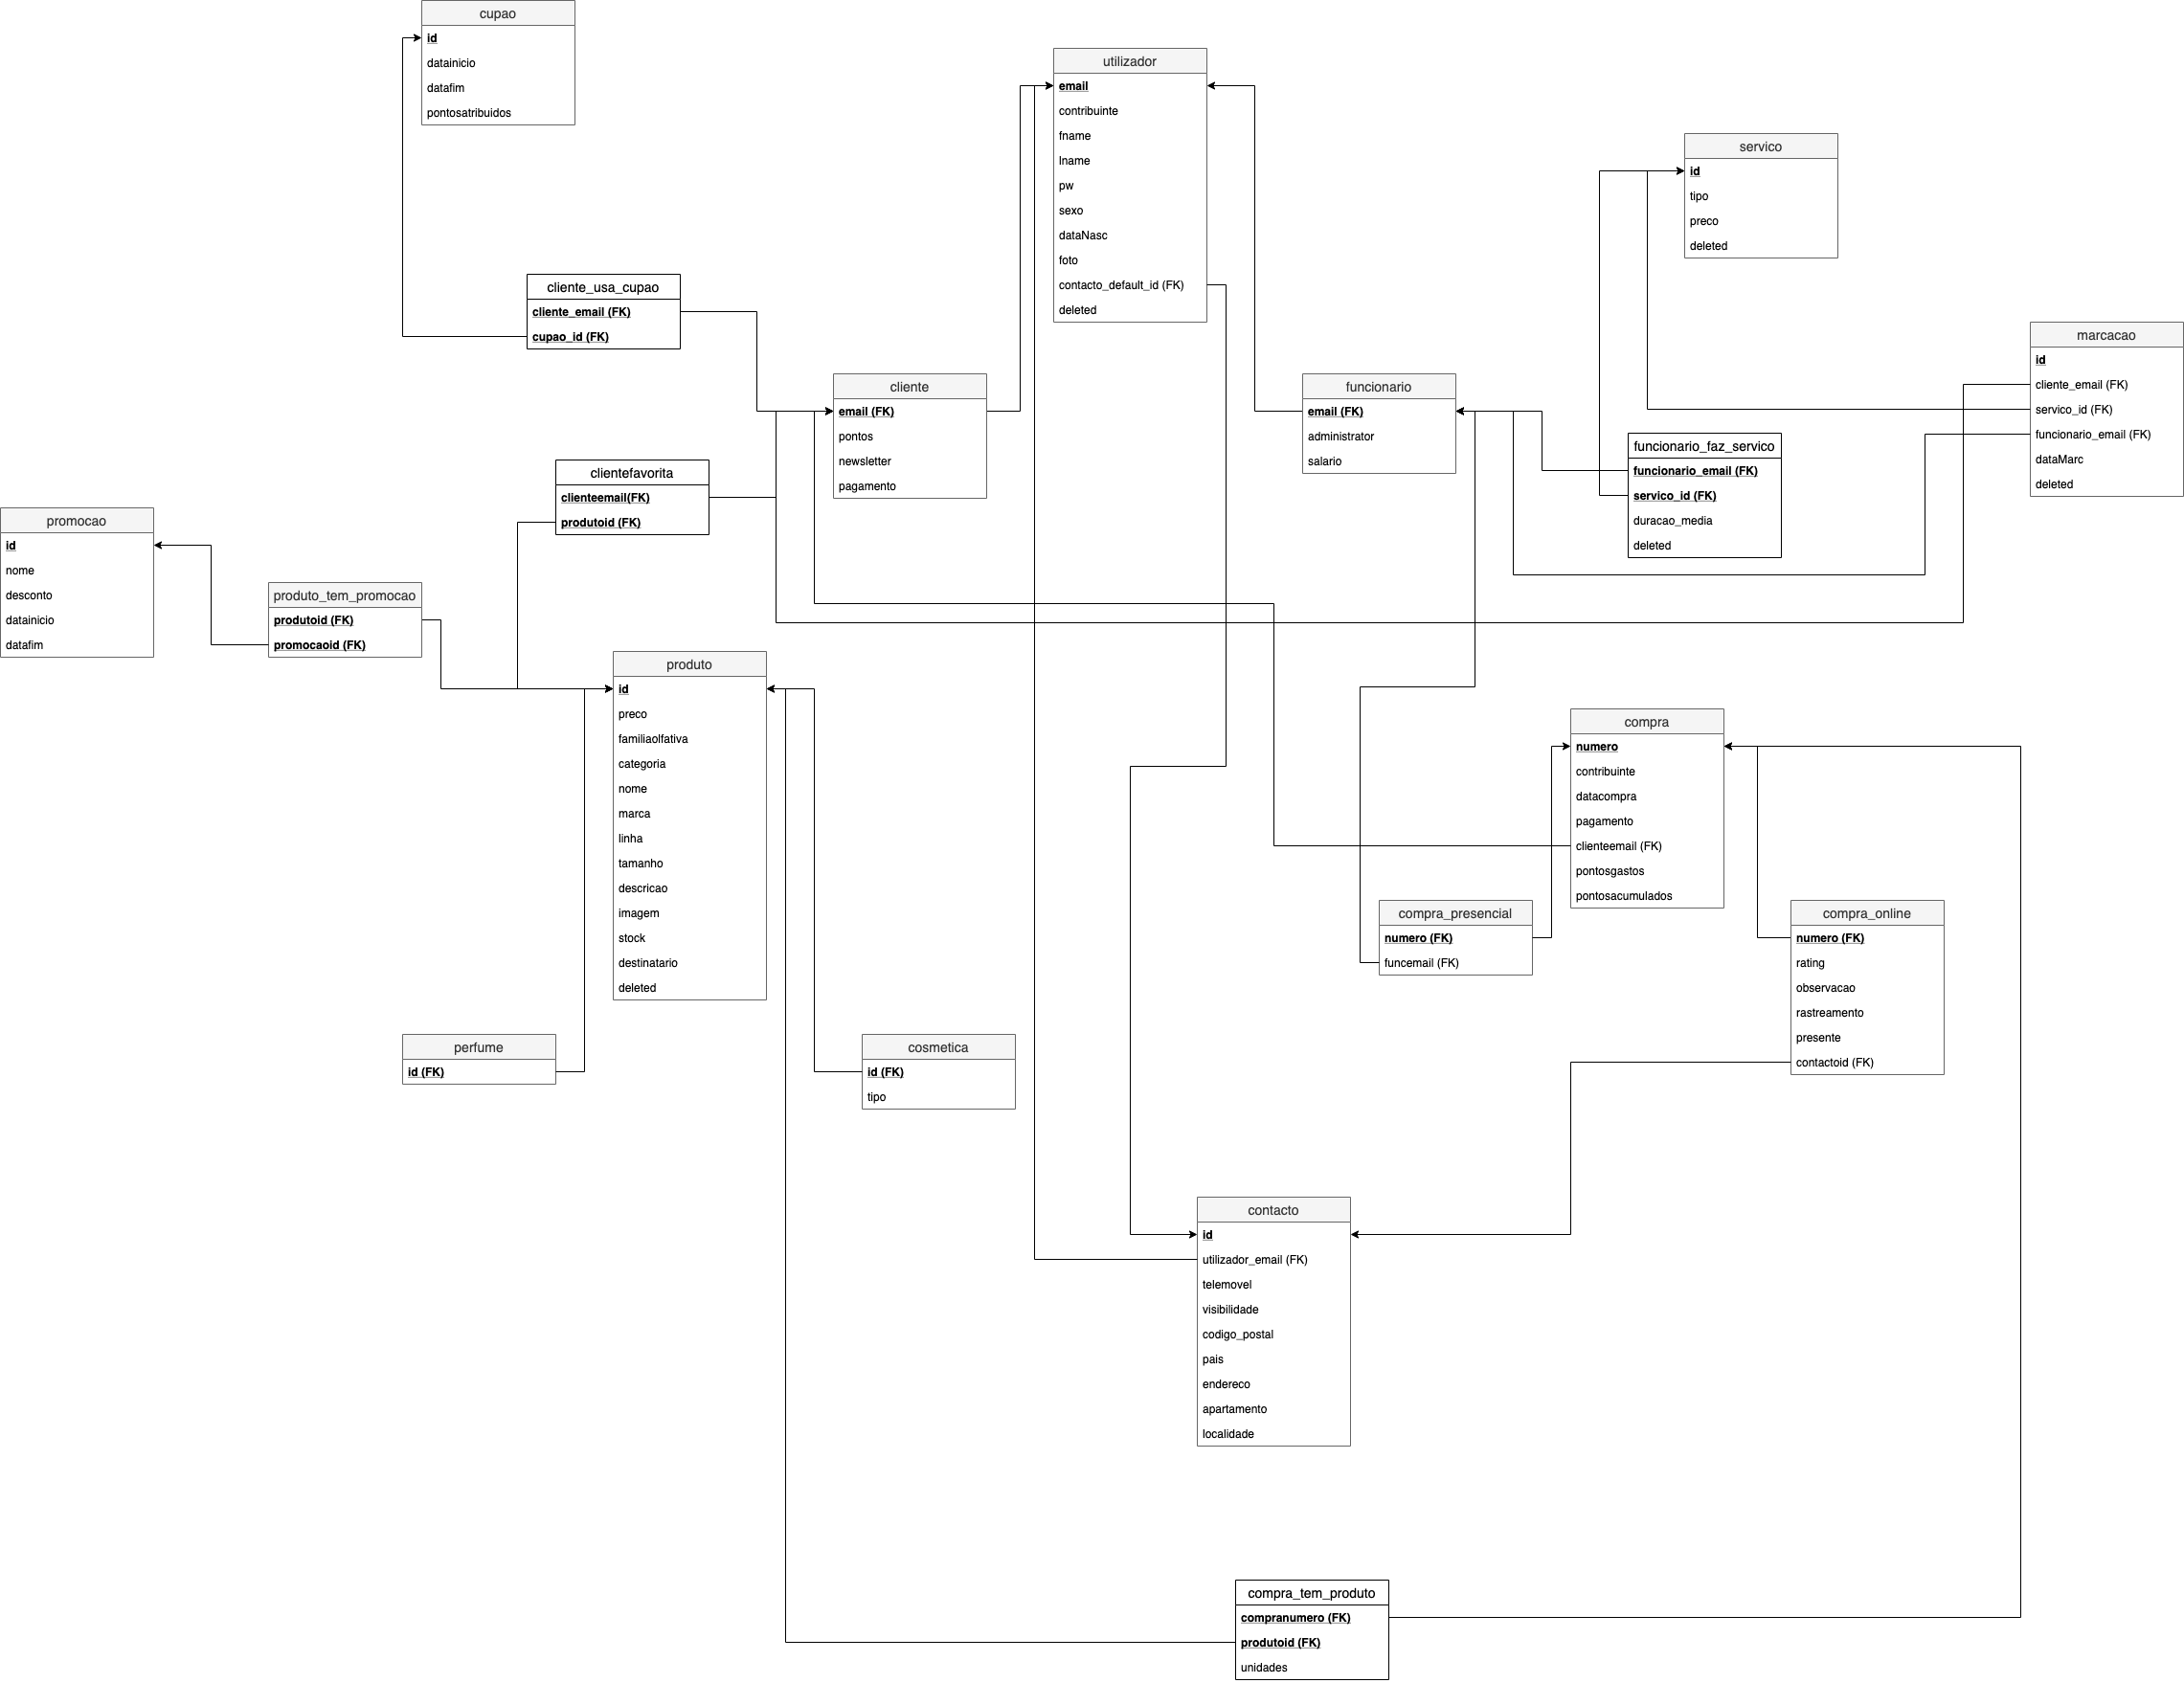 cupao
id
datainicio
datafim
pontosatribuidos
utilizador
email
contribuinte
fname
lname
pw
sexo
dataNasc
foto
contacto_default_id (FK)
deleted
servico
id
tipo
preco
deleted
cliente_usa_cupao
cliente_email (FK)
cupao_id (FK)
marcacao
id
cliente_email (FK)
servico_id (FK)
funcionario_email (FK)
dataMarc
deleted
cliente
email (FK)
pontos
newsletter
pagamento
funcionario
email (FK)
administrator
salario
funcionario_faz_servico
funcionario_email (FK)
servico_id (FK)
duracao_media
deleted
clientefavorita
clienteemail(FK)
produtoid (FK)
promocao
id
nome
desconto
datainicio
datafim
produto_tem_promocao
produtoid (FK)
promocaoid (FK)
produto
id
preco
familiaolfativa
categoria
nome
marca
linha
tamanho
descricao
imagem
stock
destinatario
deleted
compra
numero
contribuinte
datacompra
pagamento
clienteemail (FK)
pontosgastos
pontosacumulados
compra_presencial
numero (FK)
funcemail (FK)
compra_online
numero (FK)
rating
observacao
rastreamento
presente
contactoid (FK)
perfume
id (FK)
cosmetica
id (FK)
tipo
contacto
id
utilizador_email (FK)
telemovel
visibilidade
codigo_postal
pais
endereco
apartamento
localidade
compra_tem_produto
compranumero (FK)
produtoid (FK)
unidades